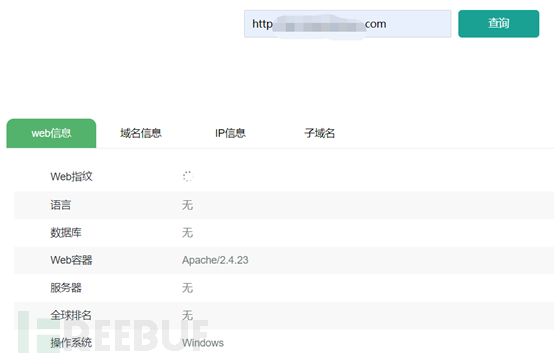 http com 查询
web信息 域名信息 IP信息 子域名
Web指纹
语言 无
数据库 无
Web容器 Apache/2.4.23
服务器 无
全球排名 无
操作系统 Windows
FREEBUF